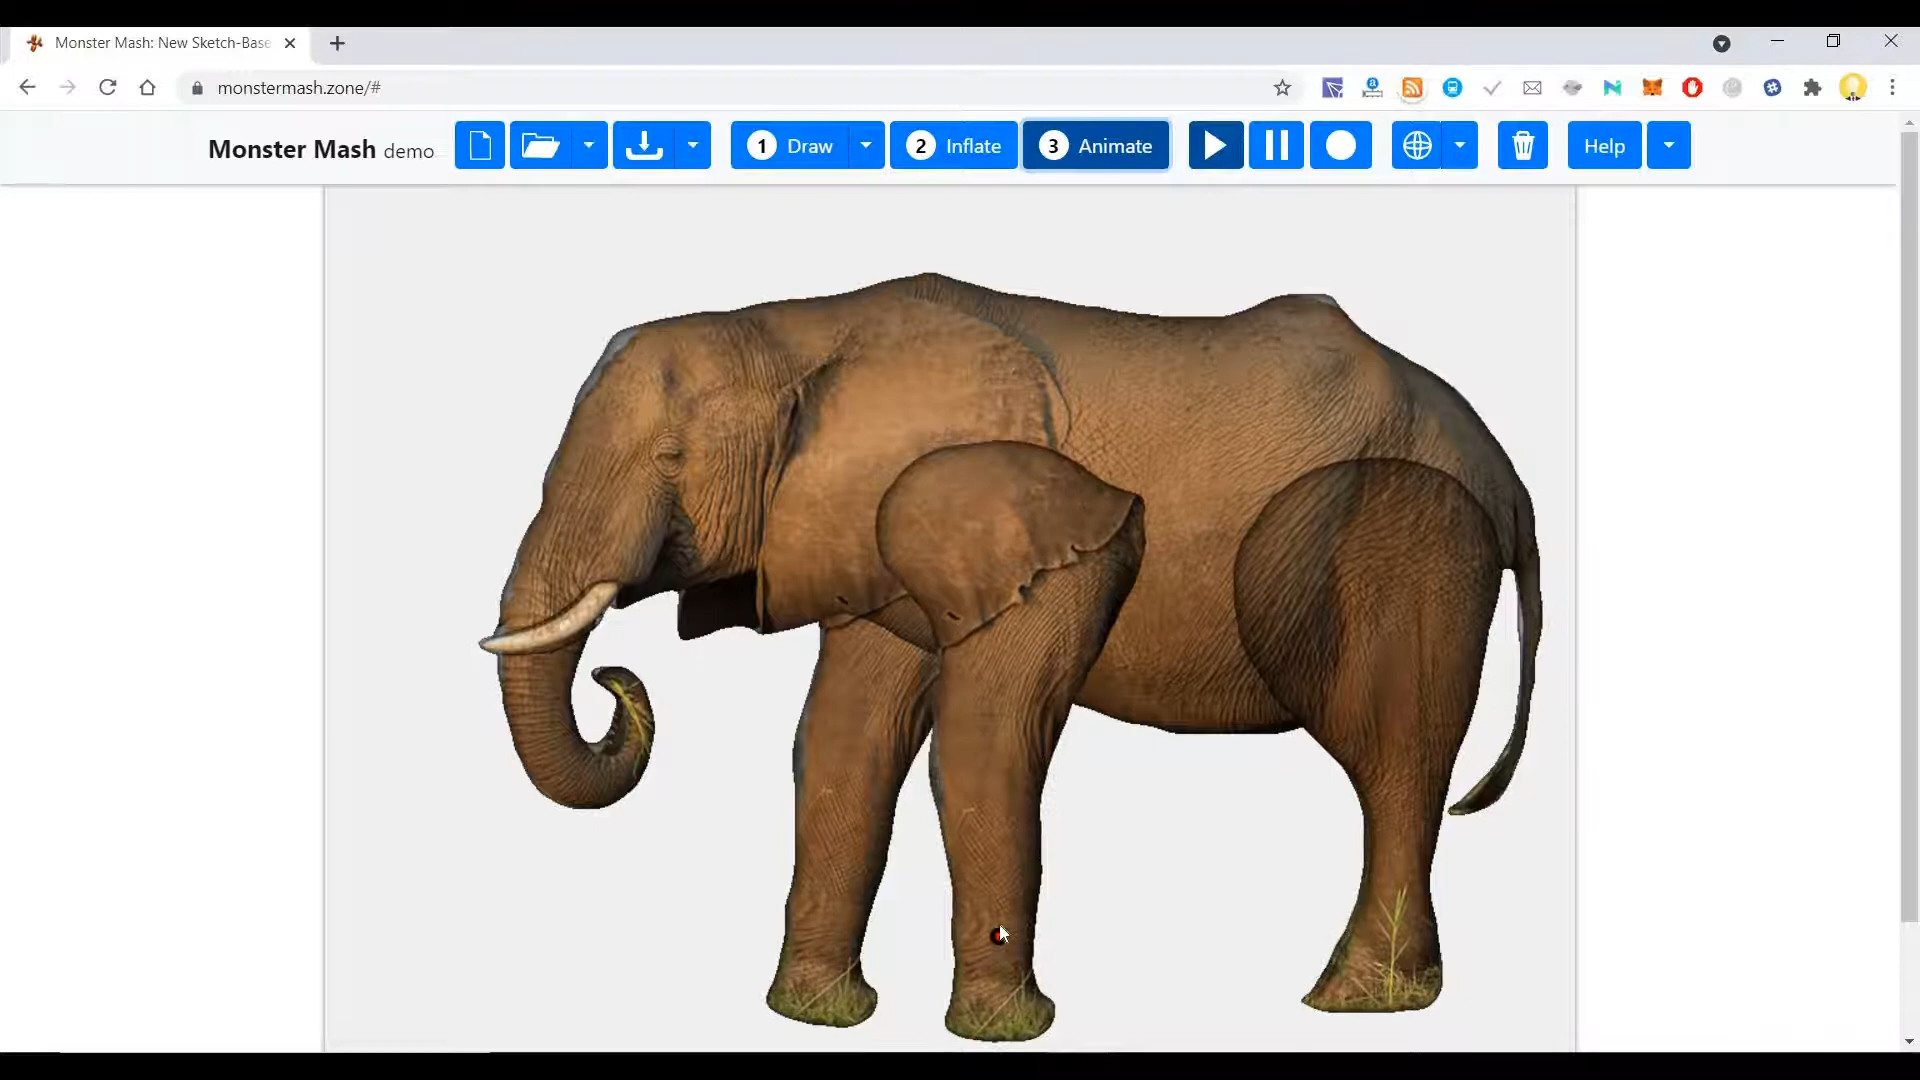 Monster Mash: New Sketch-Base
monstermash.zone/#
Monster Mash demo
1 Draw
2 Inflate
3 Animate
Help